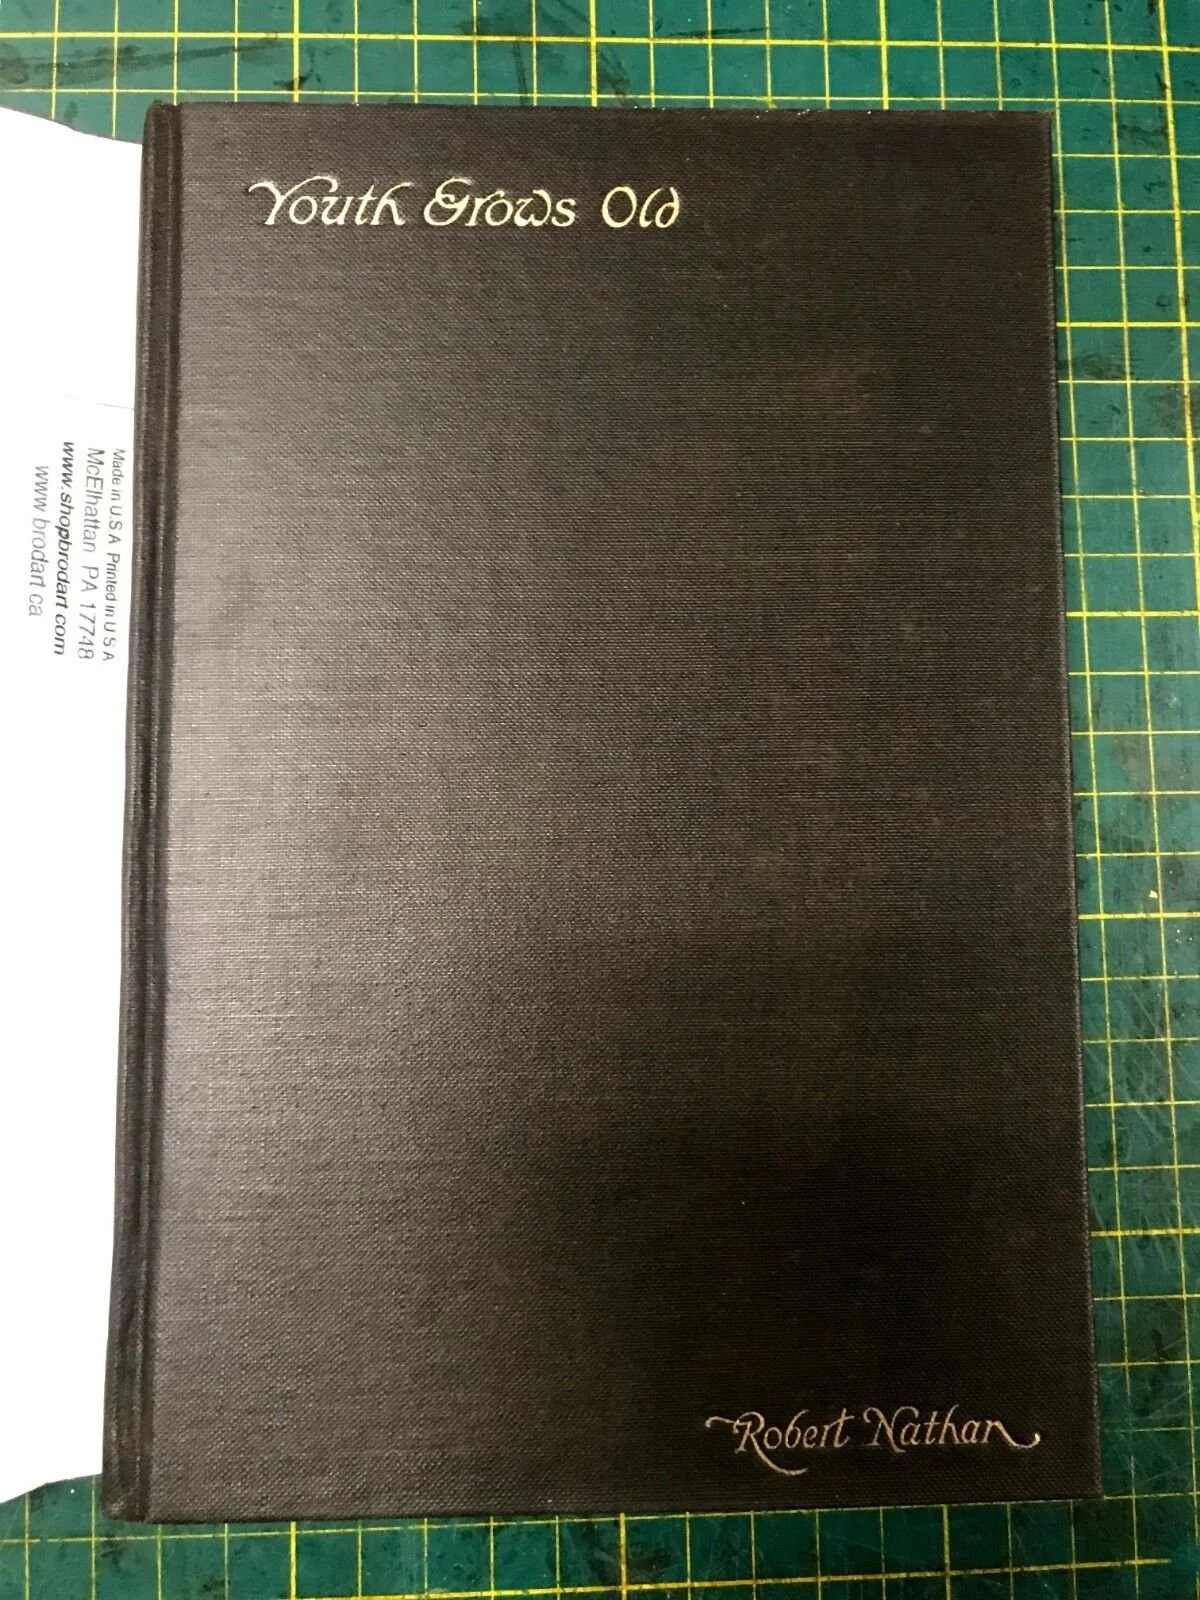 Youth Grows Old
Made in U S A Printed in U S A
McElhattan PA 17748
www.shopbrodart.com
www brodart ca
Robert Nathan